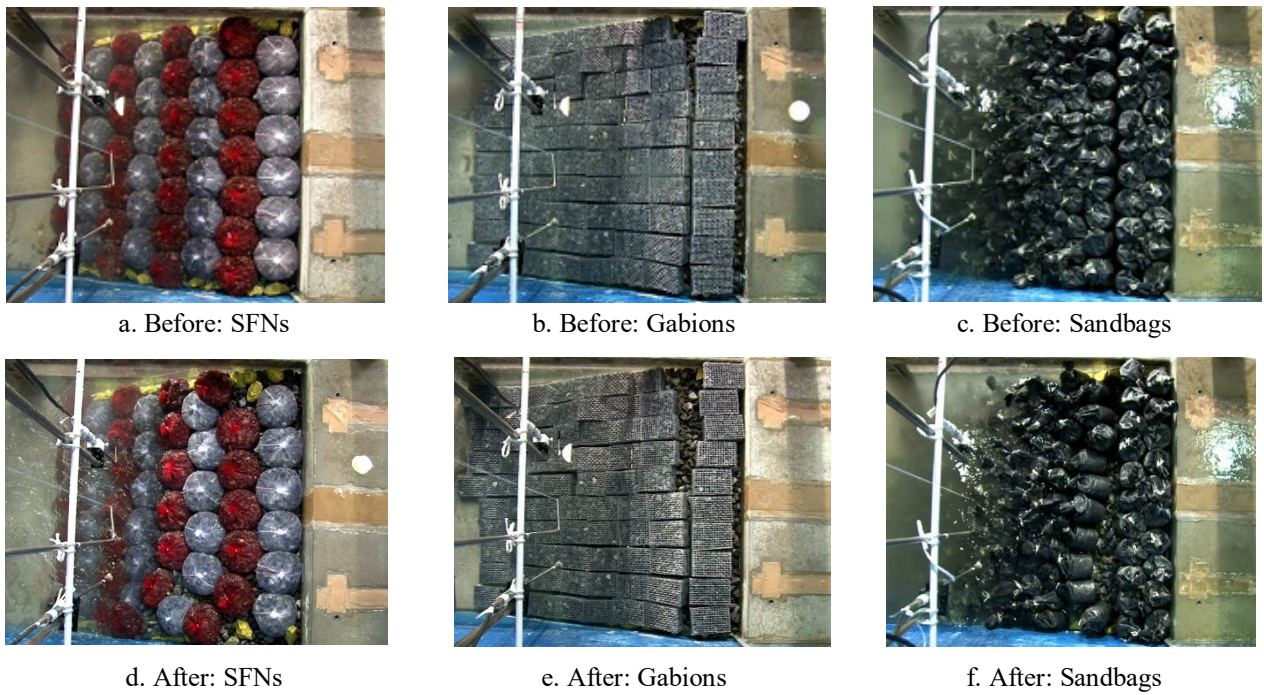 a. Before: SFNs
b. Before: Gabions
c. Before: Sandbags
d. After: SFNs
e. After: Gabions
f. After: Sandbags